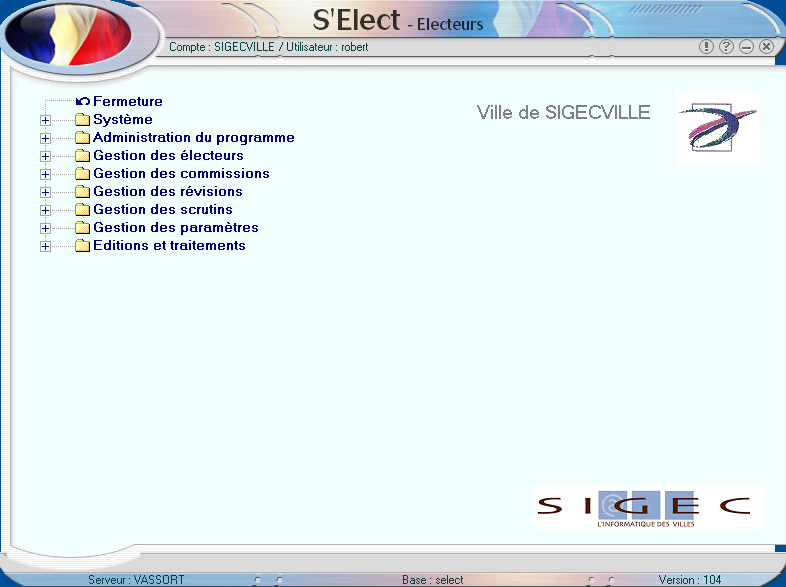 S'Elect - Electeurs
Compte : SIGECVILLE / Utilisateur : robert
Fermeture
Système
Administration du programme
Gestion des électeurs
Gestion des commissions
Gestion des révisions
Gestion des scrutins
Gestion des paramètres
Editions et traitements
Ville de SIGECVILLE
SIGEC
L'INFORMATIQUE DES VILLES
Serveur : VASSORT Base : select Version : 104